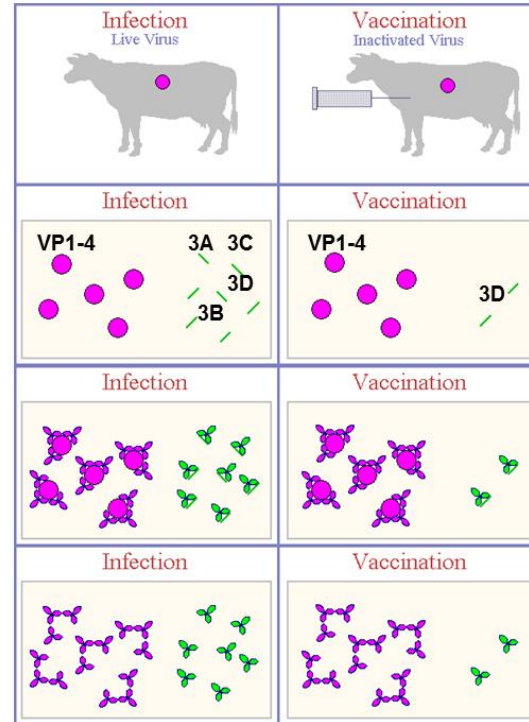 Infection
Live Virus
Vaccination
Inactivated Virus
Infection
VP1-4
3A 3C
3D
3B
Vaccination
VP1-4
3D
Infection
Vaccination
Infection
Vaccination